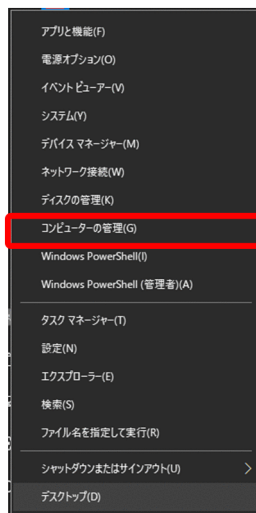 アプリと機能(F)
電源オプション(O)
イベント ビューアー(V)
システム(Y)
デバイス マネージャー(M)
ネットワーク接続(W)
ディスクの管理(K)
コンピューターの管理(G)
Windows PowerShell(I)
Windows PowerShell (管理者)(A)
タスク マネージャー(T)
設定(N)
エクスプローラー(E)
検索(S)
ファイル名を指定して実行(R)
シャットダウンまたはサインアウト(U)
デスクトップ(D)